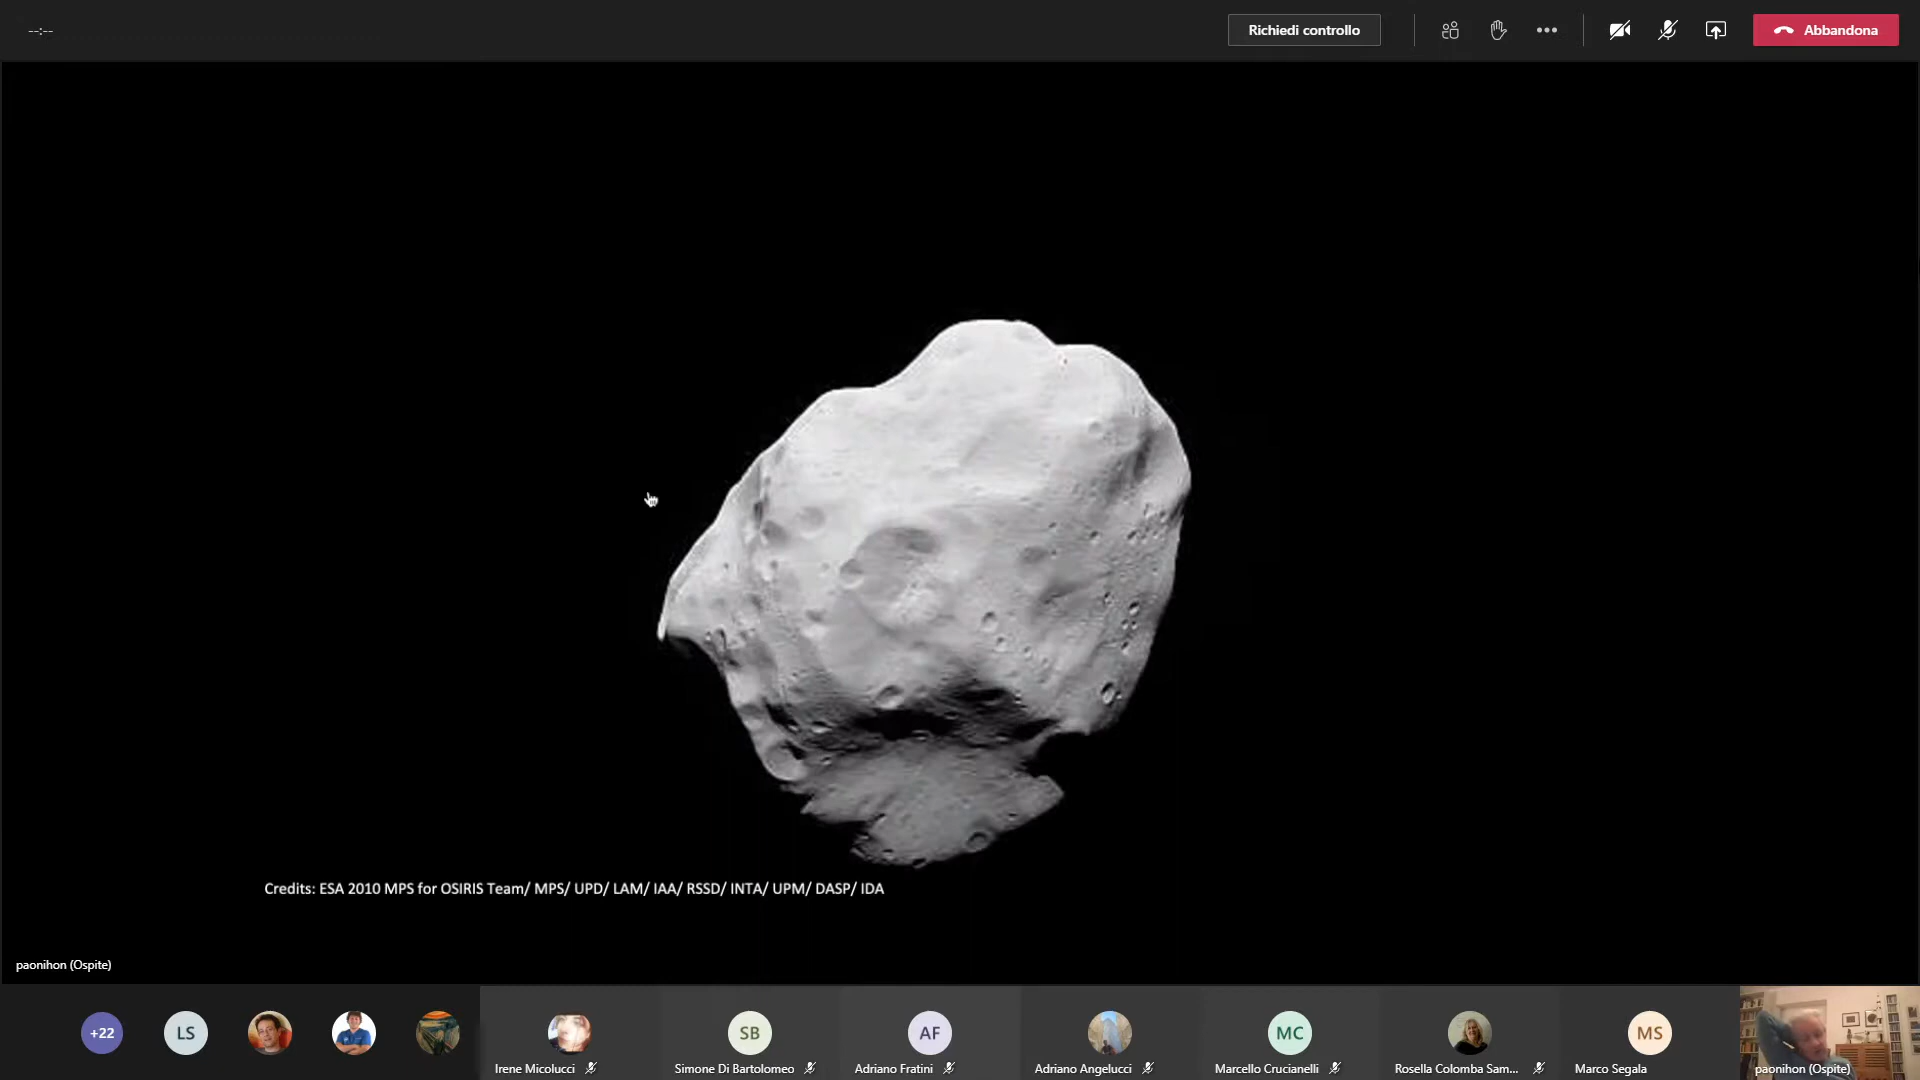 --:--
Richiedi controllo
Abbandona
Credits: ESA 2010 MPS for OSIRIS Team/ MPS/ UPD/ LAM/ IAA/ RSSD/ INTA/ UPM/ DASP/ IDA
paonihon (Ospite)
+22
LS
SB
AF
MC
MS
Irene Micolucci
Simone Di Bartolomeo
Adriano Fratini
Adriano Angelucci
Marcello Crucianelli
Rosella Colomba Sam...
Marco Segala
paonihon (Ospite)